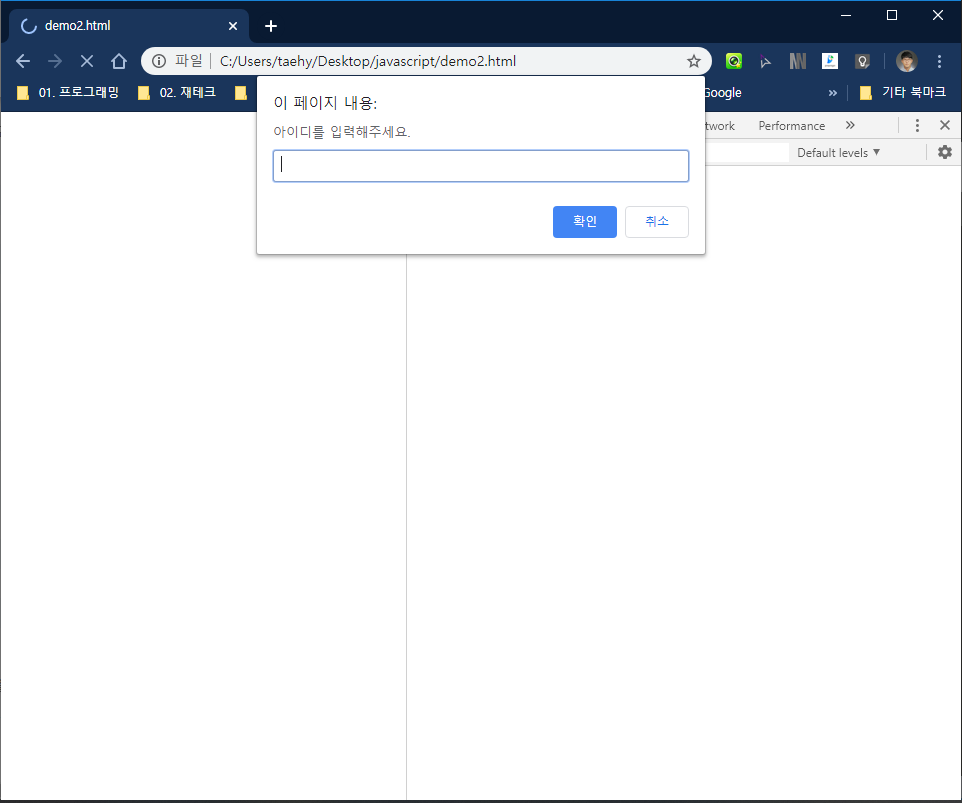 demo2.html
파일 C:/Users/taehy/Desktop/javascript/demo2.html
01. 프로그래밍 02. 재테크 Google » 기타 북마크
이 페이지 내용:
아이디를 입력해주세요.
확인 취소
twork Performance »
Default levels ▼